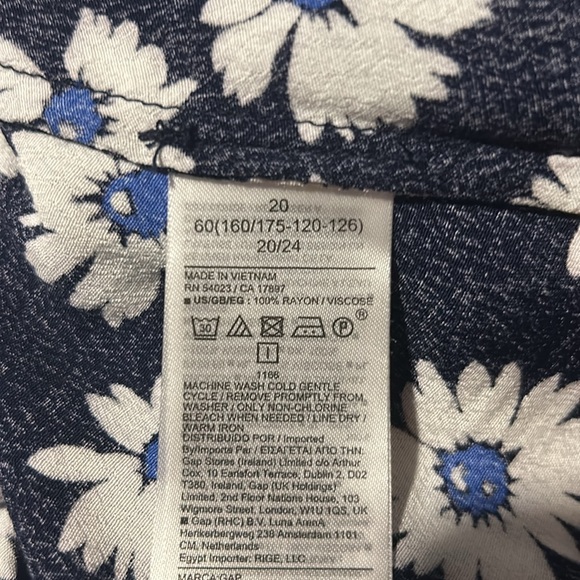 20
60(160/175-120-126)
20/24
MADE IN VIETNAM
RN 54023 / CA 17897
■ US/GB/EG : 100% RAYON / VISCOSE
30 P ®
I
1186
MACHINE WASH COLD GENTLE
CYCLE / REMOVE PROMPTLY FROM
WASHER / ONLY NON-CHLORINE
BLEACH WHEN NEEDED / LINE DRY /
WARM IRON
DISTRIBUIDO POR / Imported
By/Importe Par / ΕΙΣΑΓΕΤΑΙ ΑΠΟ ΤΗΝ:
Gap Stores (Ireland) Limited c/o Arthur
Cox, 10 Earlsfort Terrace, Dublin 2, D02
T380, Ireland, Gap (UK Holdings)
Limited, 2nd Floor Nations House, 103
Wigmore Street, London, W1U 1QS, UK
■ Gap (RHC) B.V. Luna ArenA
Herikerbergweg 238 Amsterdam 1101
CM, Netherlands
Egypt Importer: RIGE, LLC
MARCA:GAP